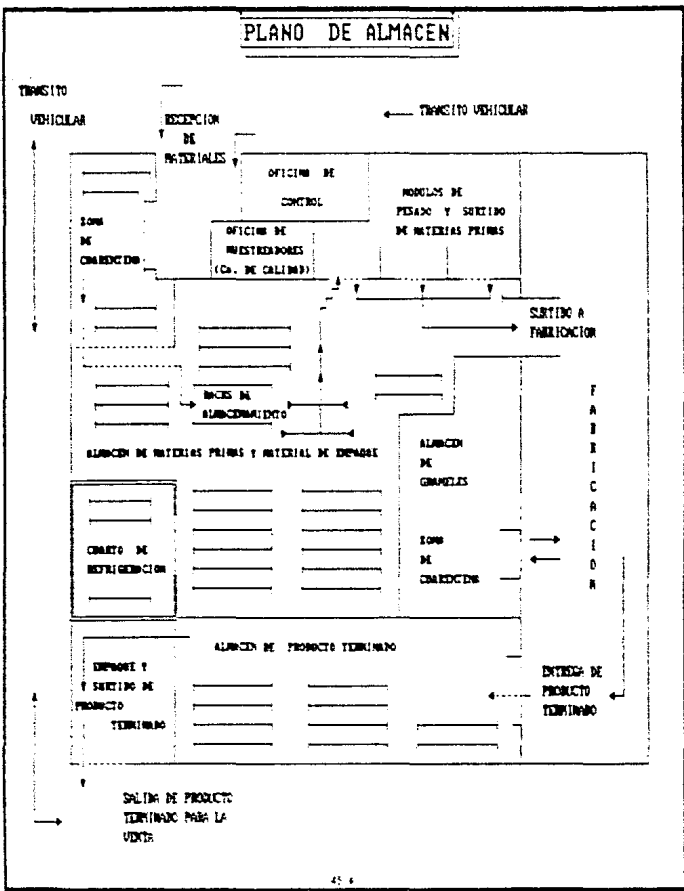 PLANO DE ALMACEN
TRANSITO
VEHICULAR
RECEPCION
DE
MATERIALES
TRANSITO VEHICULAR
OFICINA DE
CONTROL
MODULOS DE
PESADO Y SURTIDO
DE MATERIAS PRIMAS
ZONA
DE
CUARENTENA
OFICINA DE
MUESTREADORES
(CO. DE CALIDAD)
SURTIDO A
FABRICACION
RACKS DE
ALMACENAMIENTO
ALMACEN DE MATERIAS PRIMAS Y MATERIAL DE EMPAQUE
ALMACEN
DE
GRANELES
FABRICACION
CUARTO DE
REFRIGERACION
ZONA
DE
CUARENTENA
ALMACEN DE PRODUCTO TERMINADO
EMPAQUE Y
SURTIDO DE
PRODUCTO
TERMINADO
ENTREGA DE
PRODUCTO
TERMINADO
SALIDA DE PRODUCTO
TERMINADO PARA LA
VENTA